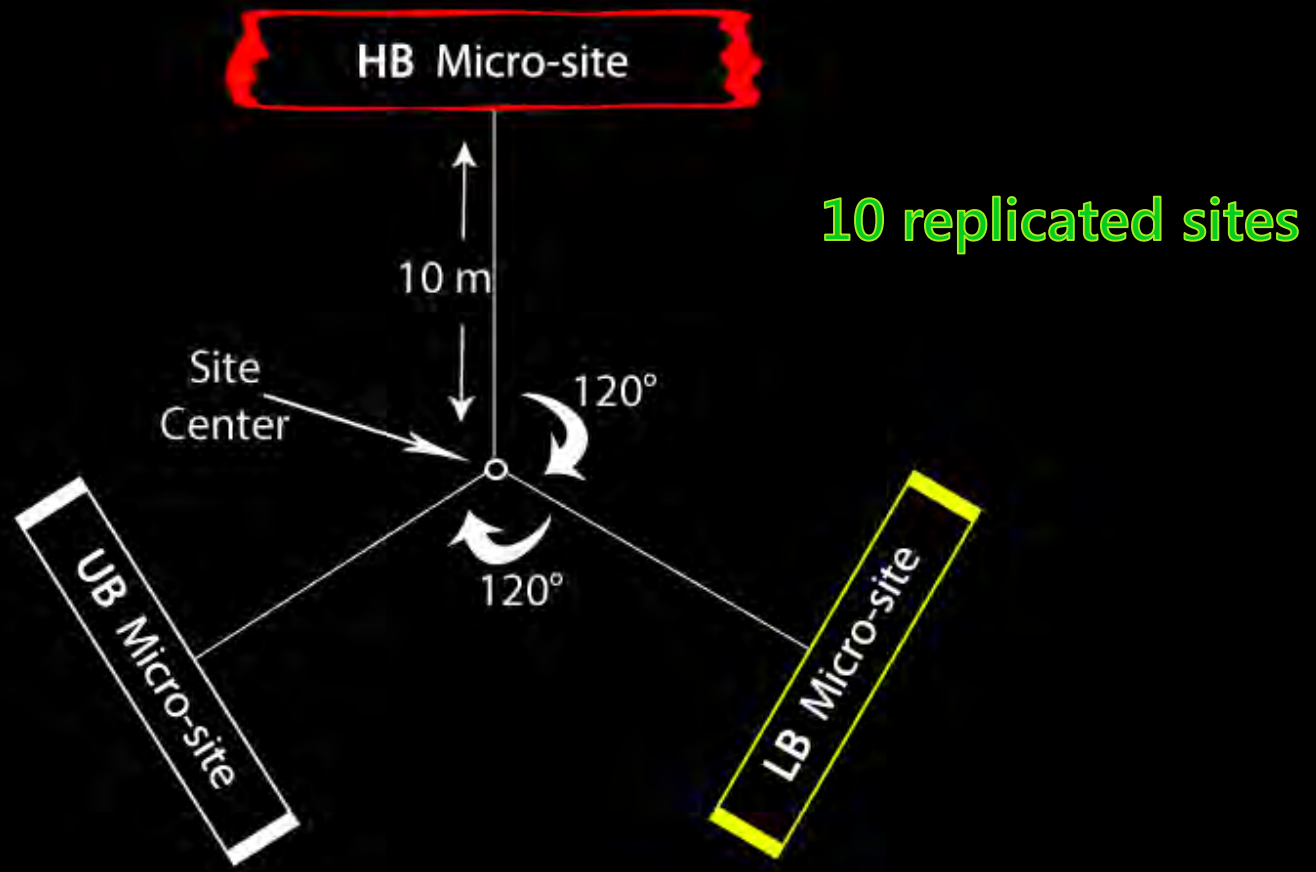 HB Micro-site
10 replicated sites
10 m
Site
Center
120°
120°
UB Micro-site
LB Micro-site